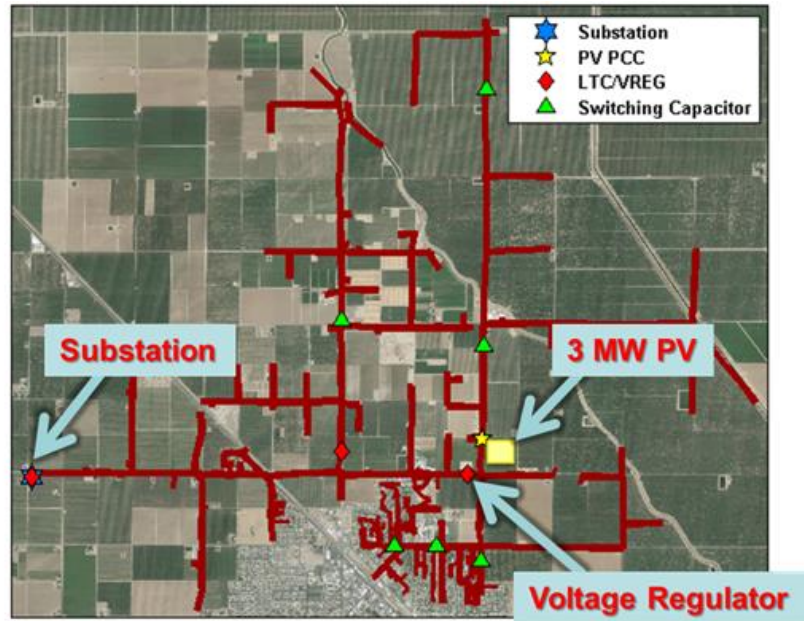 Substation
PV PCC
LTC/VREG
Switching Capacitor
Substation
3 MW PV
Voltage Regulator